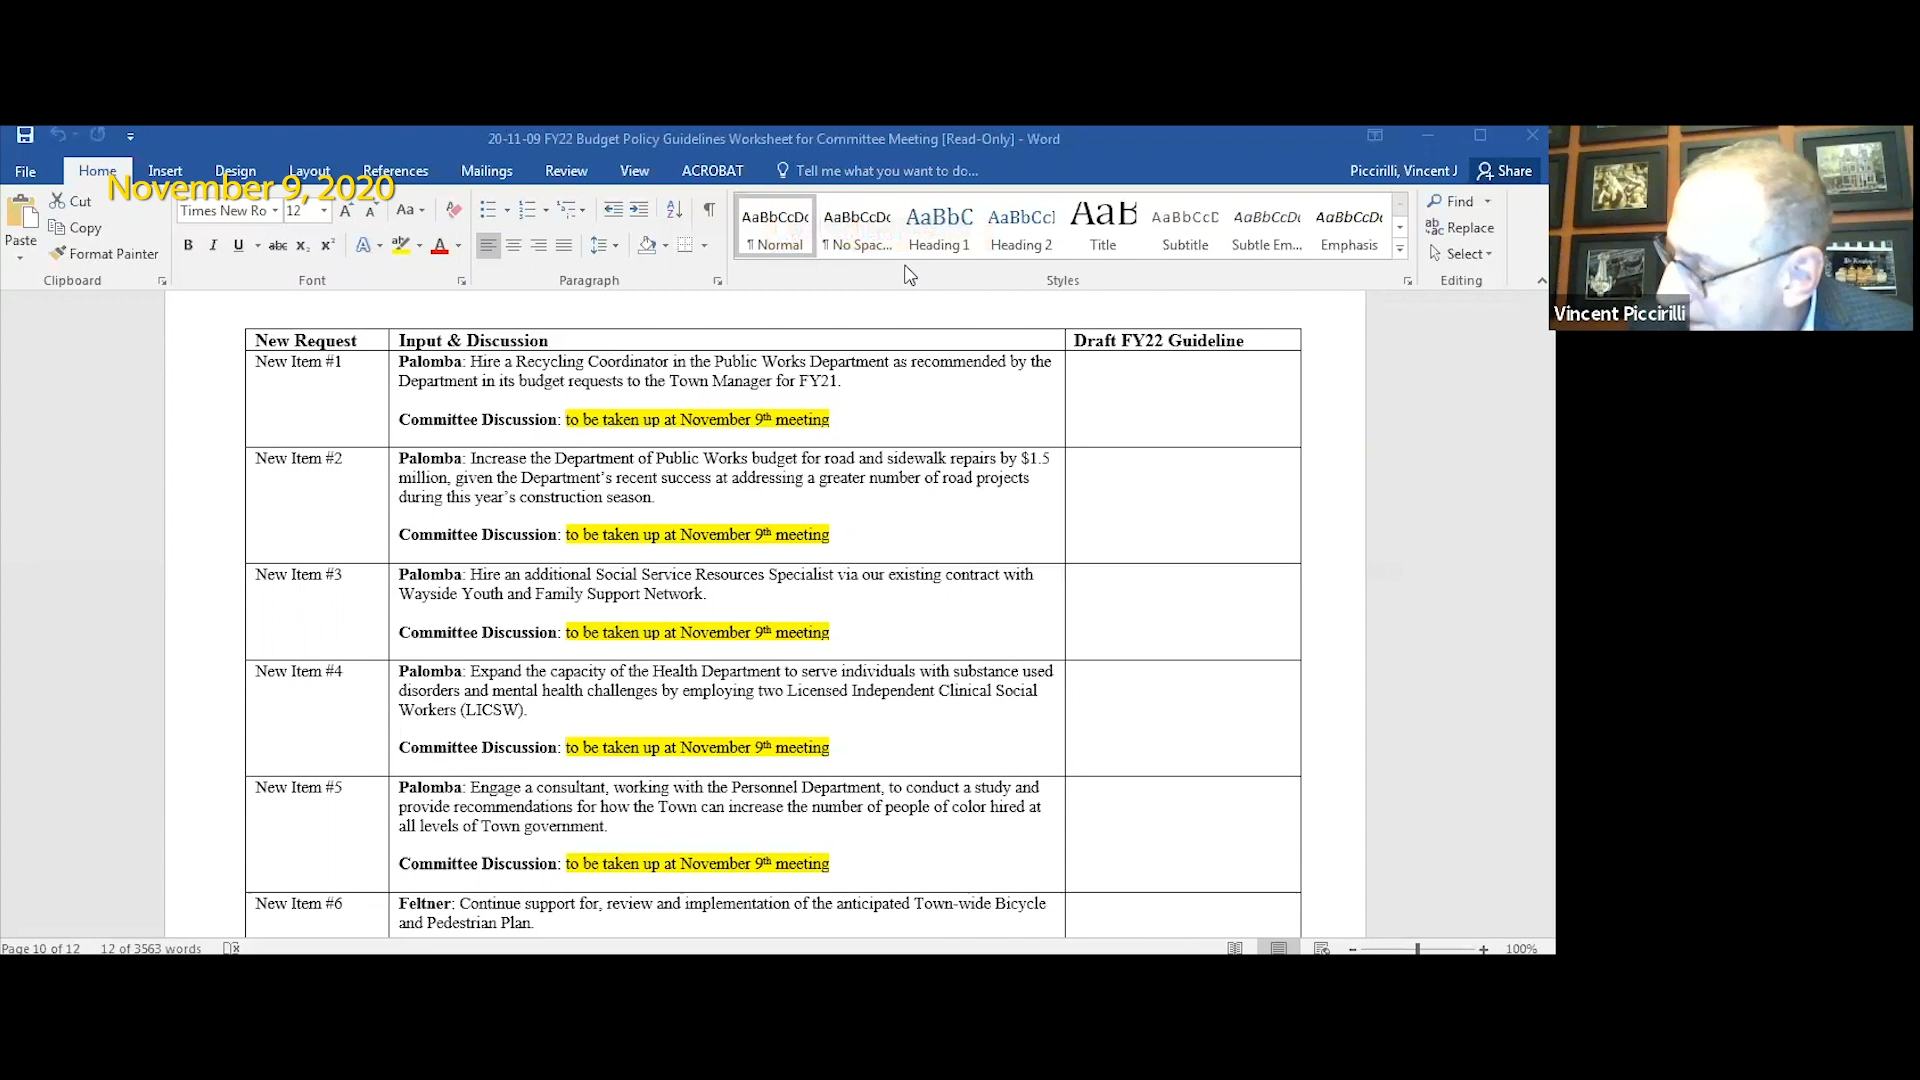 20-11-09 FY22 Budget Policy Guidelines Worksheet for Committee Meeting [Read-Only] - Word
File Home Insert Design Layout References Mailings Review View ACROBAT Tell me what you want to do... Piccirilli, Vincent J Share
November 9, 2020
Cut
Copy
Format Painter
Paste
Clipboard
Times New Ro 12
Font
Paragraph
AaBbCcDc AaBbCcDc AaBbC AaBbCcI AaB AaBbCcD AaBbCcDc AaBbCcDc
¶ Normal ¶ No Spac... Heading 1 Heading 2 Title Subtitle Subtle Em... Emphasis
Styles
Find
Replace
Select
Editing
Vincent Piccirilli
New Request Input & Discussion Draft FY22 Guideline
New Item #1 Palomba: Hire a Recycling Coordinator in the Public Works Department as recommended by the
Department in its budget requests to the Town Manager for FY21.
Committee Discussion: to be taken up at November 9th meeting
New Item #2 Palomba: Increase the Department of Public Works budget for road and sidewalk repairs by $1.5
million, given the Department's recent success at addressing a greater number of road projects
during this year's construction season.
Committee Discussion: to be taken up at November 9th meeting
New Item #3 Palomba: Hire an additional Social Service Resources Specialist via our existing contract with
Wayside Youth and Family Support Network.
Committee Discussion: to be taken up at November 9th meeting
New Item #4 Palomba: Expand the capacity of the Health Department to serve individuals with substance used
disorders and mental health challenges by employing two Licensed Independent Clinical Social
Workers (LICSW).
Committee Discussion: to be taken up at November 9th meeting
New Item #5 Palomba: Engage a consultant, working with the Personnel Department, to conduct a study and
provide recommendations for how the Town can increase the number of people of color hired at
all levels of Town government.
Committee Discussion: to be taken up at November 9th meeting
New Item #6 Feltner: Continue support for, review and implementation of the anticipated Town-wide Bicycle
and Pedestrian Plan.
Page 10 of 12 12 of 3563 words 100%